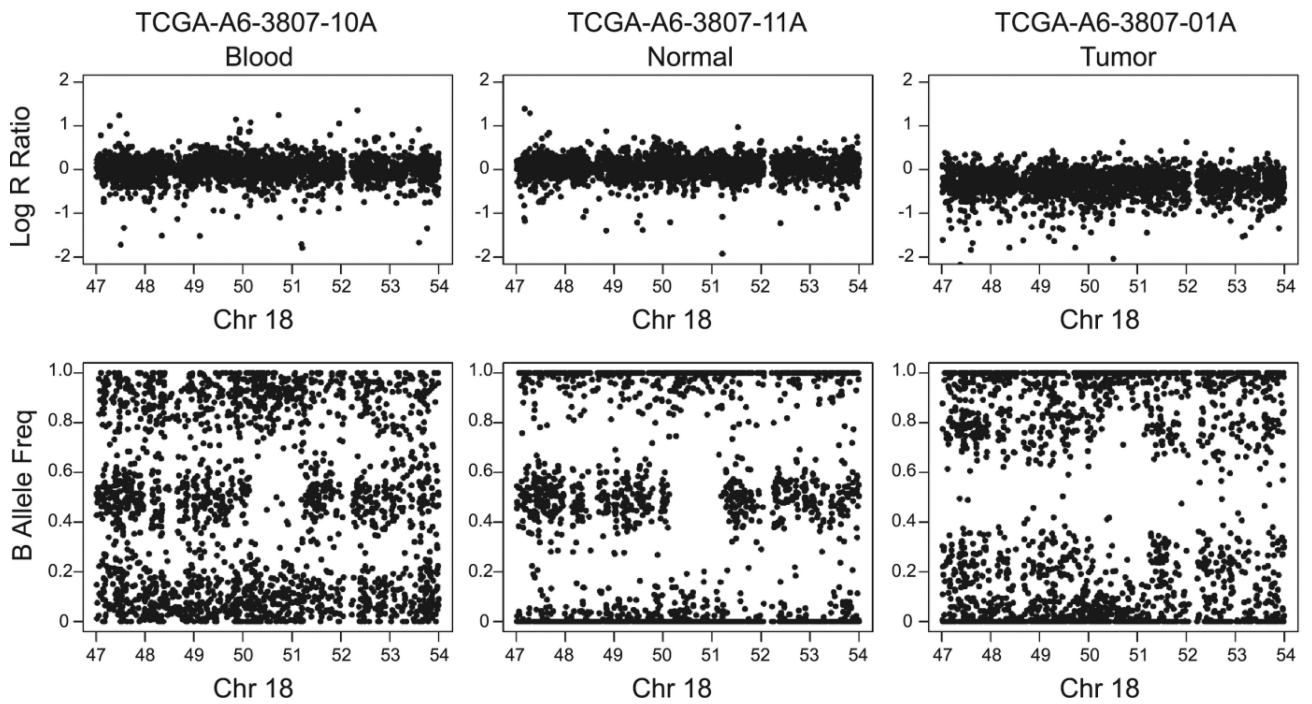 TCGA-A6-3807-10A
Blood
TCGA-A6-3807-11A
Normal
TCGA-A6-3807-01A
Tumor
Log R Ratio
2
1
0
-1
-2
47 48 49 50 51 52 53 54
Chr 18
2
1
0
-1
-2
47 48 49 50 51 52 53 54
Chr 18
2
1
0
-1
-2
47 48 49 50 51 52 53 54
Chr 18
B Allele Freq
1.0
0.8
0.6
0.4
0.2
0
47 48 49 50 51 52 53 54
Chr 18
1.0
0.8
0.6
0.4
0.2
0
47 48 49 50 51 52 53 54
Chr 18
1.0
0.8
0.6
0.4
0.2
0
47 48 49 50 51 52 53 54
Chr 18